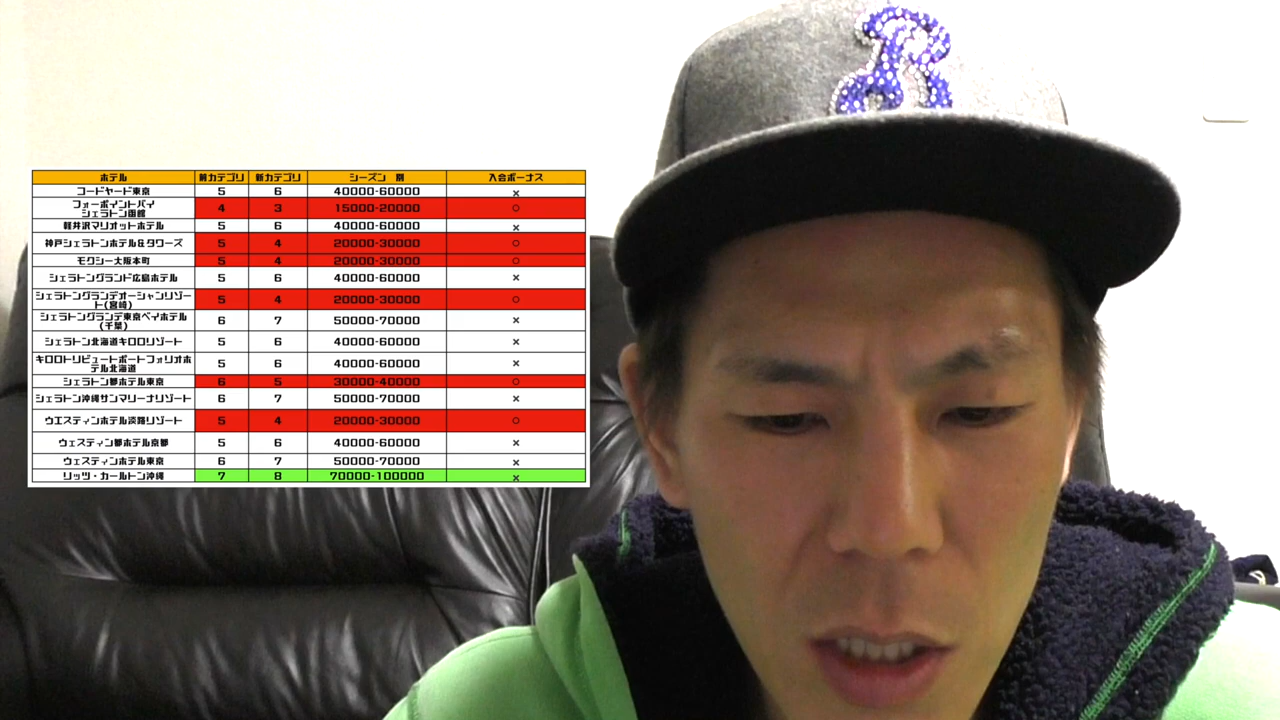 ホテル 前カテゴリ 新カテゴリ シーズン 別 入会ボーナス
コードヤード東京 5 6 40000-60000 ×
フォーポイントバイ
シェラトン函館 4 3 15000-20000 ○
軽井沢マリオットホテル 5 6 40000-60000 ×
神戸シェラトンホテル&タワーズ 5 4 20000-30000 ○
モクシー大阪本町 5 4 20000-30000 ○
シェラトングランド広島ホテル 5 6 40000-60000 ×
シェラトングランデオーシャンリゾー
ト(宮崎) 5 4 20000-30000 ○
シェラトングランデ東京ベイホテル
(千葉) 6 7 50000-70000 ×
シェラトン北海道キロロリゾート 5 6 40000-60000 ×
キロロトリビュートポートフォリオホ
テル北海道 5 6 40000-60000 ×
シェラトン都ホテル東京 6 5 30000-40000 ○
シェラトン沖縄サンマリーナリゾート 6 7 50000-70000 ×
ウエスティンホテル淡路リゾート 5 4 20000-30000 ○
ウェスティン都ホテル京都 5 6 40000-60000 ×
ウェスティンホテル東京 6 7 50000-70000 ×
リッツ・カールトン沖縄 7 8 70000-100000 ×
B